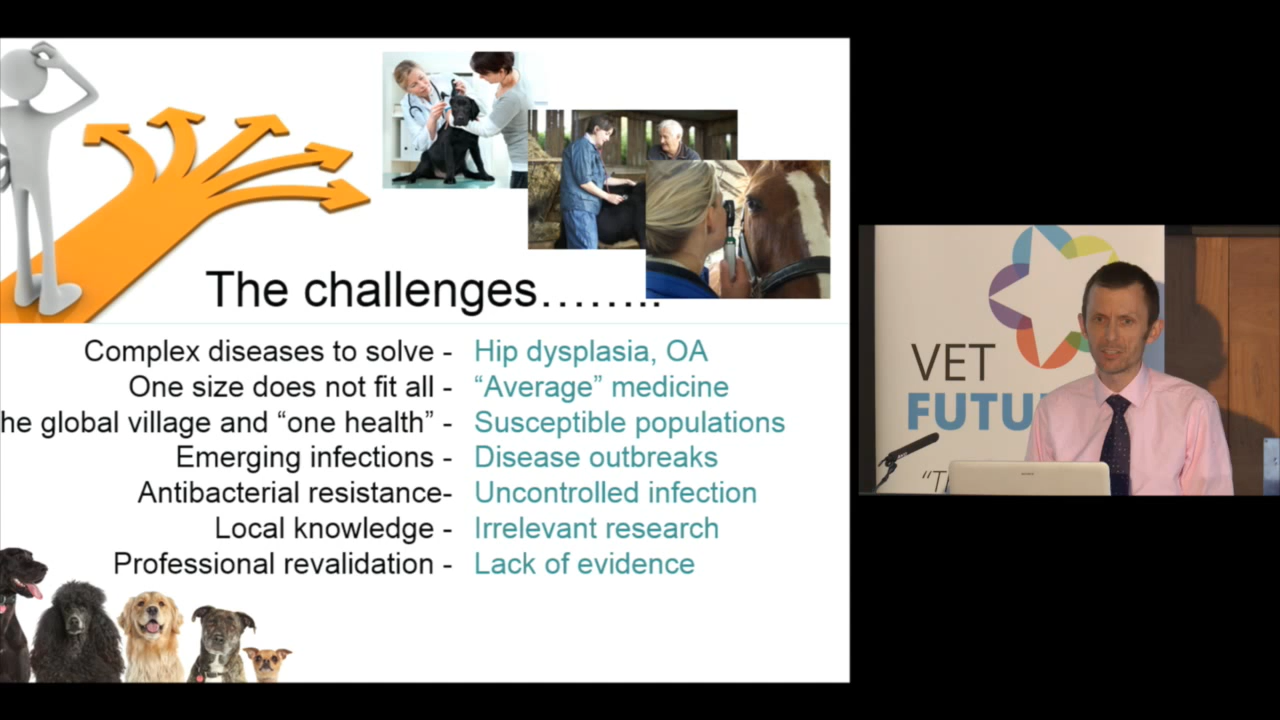 The challenges……..
Complex diseases to solve - Hip dysplasia, OA
One size does not fit all - “Average” medicine
he global village and “one health” - Susceptible populations
Emerging infections - Disease outbreaks
Antibacterial resistance- Uncontrolled infection
Local knowledge - Irrelevant research
Professional revalidation - Lack of evidence
VET
FUTU
“T